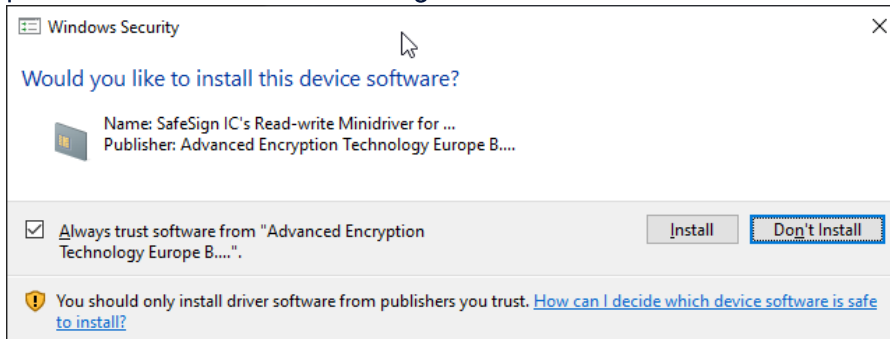 Windows Security
Would you like to install this device software?
Name: SafeSign IC's Read-write Minidriver for ...
Publisher: Advanced Encryption Technology Europe B....
Always trust software from "Advanced Encryption
Technology Europe B....".
Install
Don't Install
You should only install driver software from publishers you trust. How can I decide which device software is safe
to install?